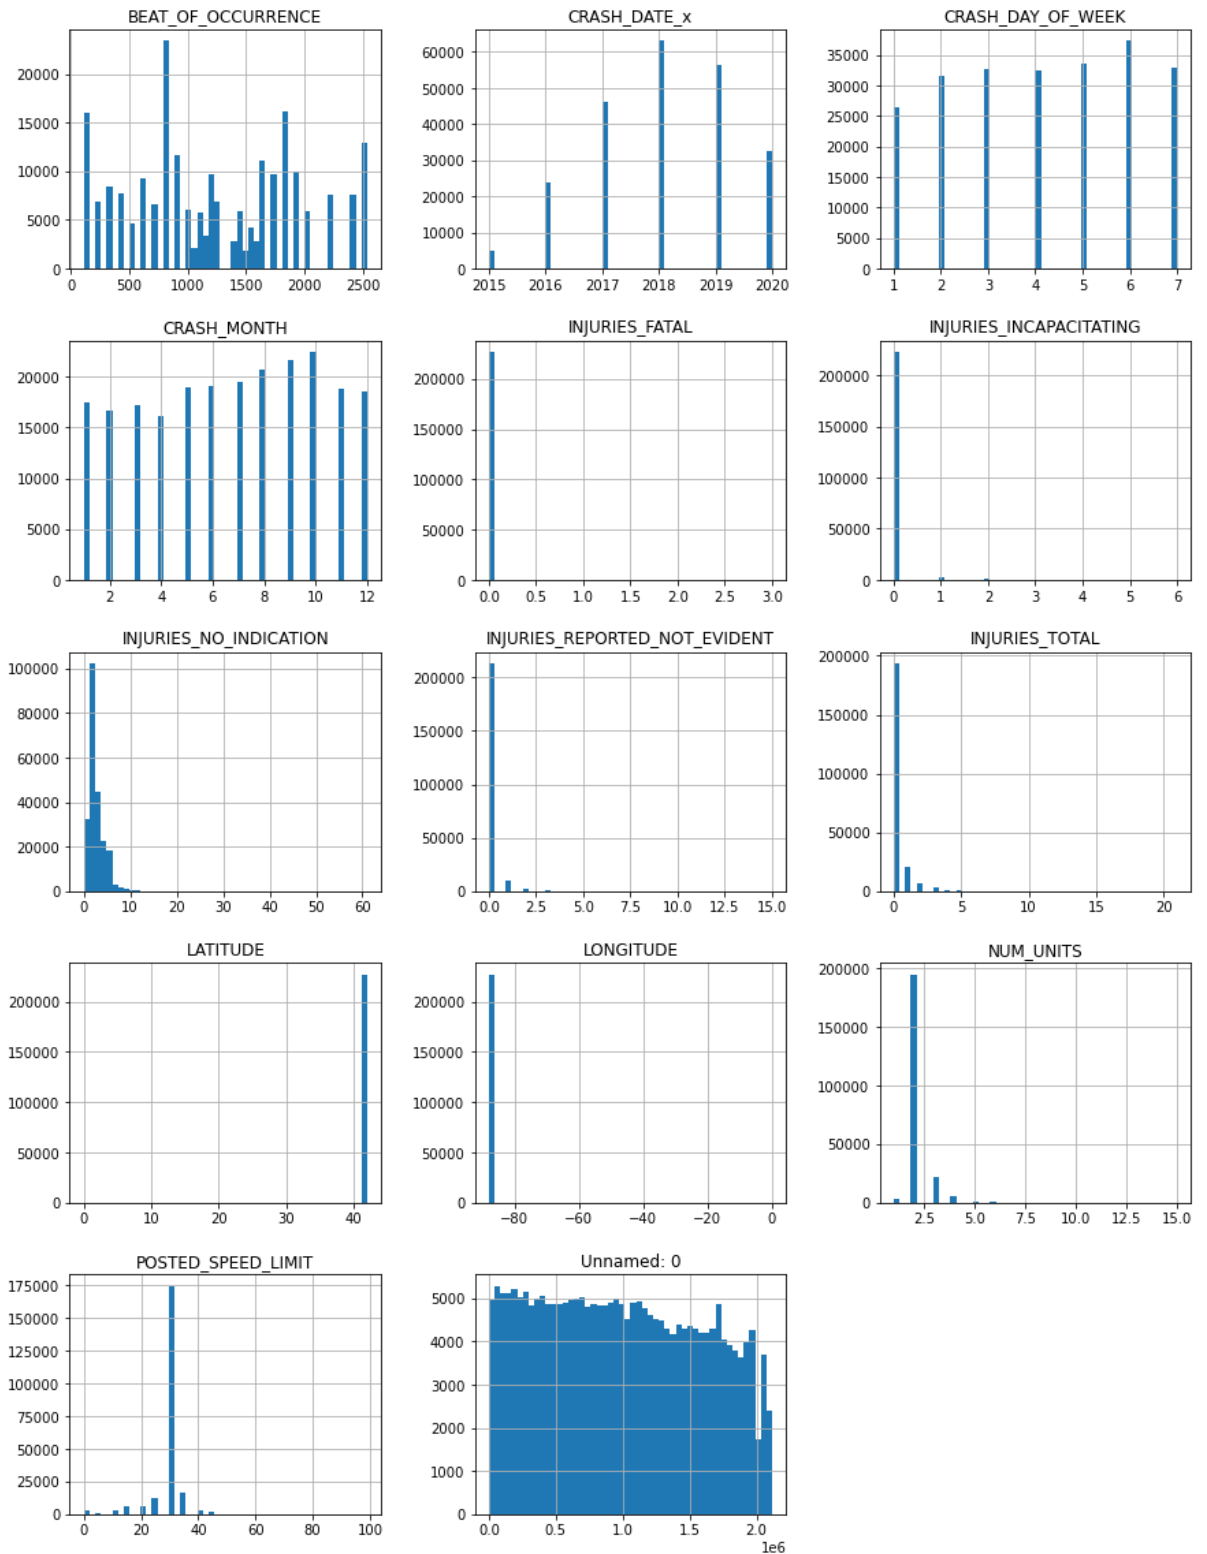 BEAT_OF_OCCURRENCE
20000
15000
10000
5000
0
0 500 1000 1500 2000 2500
CRASH_DATE_x
60000
50000
40000
30000
20000
10000
0
2015 2016 2017 2018 2019 2020
CRASH_DAY_OF_WEEK
35000
30000
25000
20000
15000
10000
5000
0
1 2 3 4 5 6 7
CRASH_MONTH
20000
15000
10000
5000
0
2 4 6 8 10 12
INJURIES_FATAL
200000
150000
100000
50000
0
0.0 0.5 1.0 1.5 2.0 2.5 3.0
INJURIES_INCAPACITATING
200000
150000
100000
50000
0
0 1 2 3 4 5 6
INJURIES_NO_INDICATION
100000
80000
60000
40000
20000
0
0 10 20 30 40 50 60
INJURIES_REPORTED_NOT_EVIDENT
200000
150000
100000
50000
0
0.0 2.5 5.0 7.5 10.0 12.5 15.0
INJURIES_TOTAL
200000
150000
100000
50000
0
0 5 10 15 20
LATITUDE
200000
150000
100000
50000
0
0 10 20 30 40
LONGITUDE
200000
150000
100000
50000
0
−80 −60 −40 −20 0
NUM_UNITS
200000
150000
100000
50000
0
2.5 5.0 7.5 10.0 12.5 15.0
POSTED_SPEED_LIMIT
175000
150000
125000
100000
75000
50000
25000
0
0 20 40 60 80 100
Unnamed: 0
5000
4000
3000
2000
1000
0
0.0 0.5 1.0 1.5 2.0
1e6